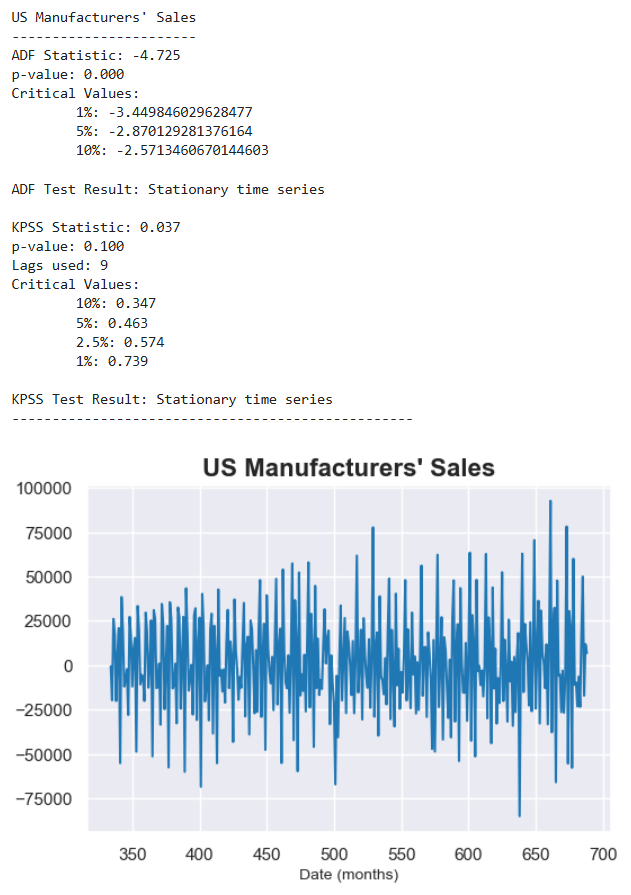 US Manufacturers' Sales
-----------------------
ADF Statistic: -4.725
p-value: 0.000
Critical Values:
1%: -3.449846029628477
5%: -2.870129281376164
10%: -2.5713460670144603
ADF Test Result: Stationary time series
KPSS Statistic: 0.037
p-value: 0.100
Lags used: 9
Critical Values:
10%: 0.347
5%: 0.463
2.5%: 0.574
1%: 0.739
KPSS Test Result: Stationary time series
--------------------------------------------------
US Manufacturers' Sales
100000
75000
50000
25000
0
−25000
−50000
−75000
350 400 450 500 550 600 650 700
Date (months)